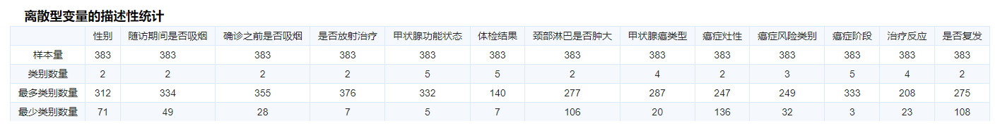 离散型变量的描述性统计
性别 随访期间是否吸烟 确诊之前是否吸烟 是否放射治疗 甲状腺功能状态 体检结果 颈部淋巴是否肿大 甲状腺癌类型 癌症灶性 癌症风险类别 癌症阶段 治疗反应 是否复发
样本量 383 383 383 383 383 383 383 383 383 383 383 383 383
类别数量 2 2 2 2 5 5 2 4 2 3 5 4 2
最多类别数量 312 334 355 376 332 140 277 287 247 249 333 208 275
最少类别数量 71 49 28 7 5 7 106 20 136 32 3 23 108